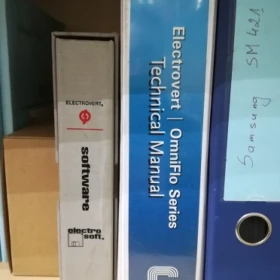 ELECTROVERT®
software
electro
soft®
Electrovert | OmniFlo Series
Technical Manual
Samsung SM 421